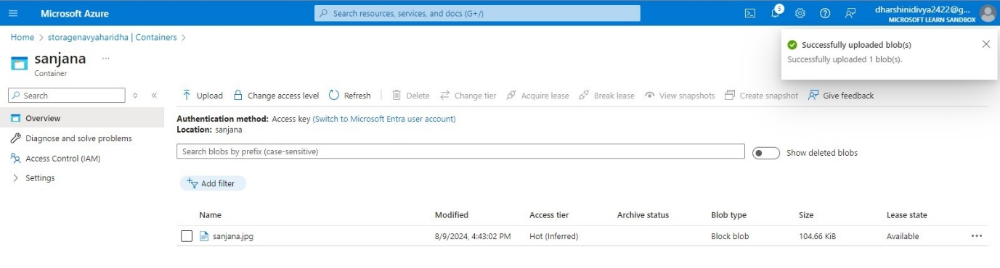 Microsoft Azure
Search resources, services, and docs (G+/)
5
dharshinidivya2422@g...
MICROSOFT LEARN SANDBOX
Home > storagenavyaharidha | Containers >
Successfully uploaded blob(s)
Successfully uploaded 1 blob(s).
sanjana ...
Container
Search
Upload Change access level Refresh Delete Change tier Acquire lease Break lease View snapshots Create snapshot Give feedback
Overview
Diagnose and solve problems
Access Control (IAM)
Settings
Authentication method: Access key (Switch to Microsoft Entra user account)
Location: sanjana
Search blobs by prefix (case-sensitive)
Show deleted blobs
Add filter
Name Modified Access tier Archive status Blob type Size Lease state
sanjana.jpg 8/9/2024, 4:43:02 PM Hot (Inferred) Block blob 104.66 KiB Available ...